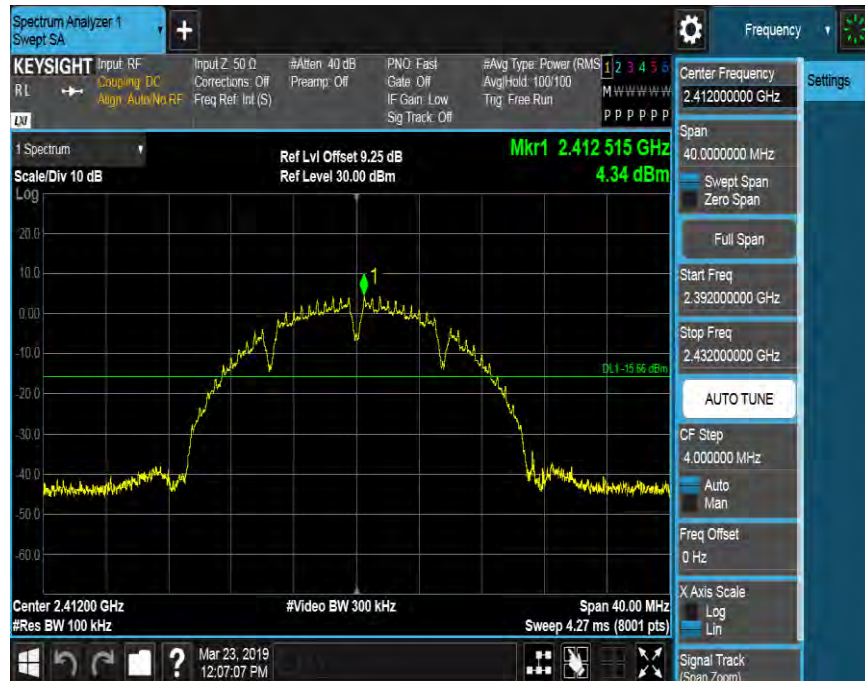 Spectrum Analyzer 1
Swept SA
+
Frequency
KEYSIGHT
RL
LXI
Input: RF
Coupling: DC
Align: Auto/No RF
Input Z: 50 Ω
Corrections: Off
Freq Ref: Int (S)
#Atten: 40 dB
Preamp: Off
PNO: Fast
Gate: Off
IF Gain: Low
Sig Track: Off
#Avg Type: Power (RMS
Avg|Hold: 100/100
Trig: Free Run
1 2 3 4 5 6
M W W W W W
P P P P P P
1 Spectrum
Scale/Div 10 dB
Ref Lvl Offset 9.25 dB
Ref Level 30.00 dBm
Mkr1 2.412 515 GHz
4.34 dBm
Log
20.0
10.0
0.00
-10.0
-20.0
-30.0
-40.0
-50.0
-60.0
1
DL1 -15.66 dBm
Center 2.41200 GHz
#Res BW 100 kHz
#Video BW 300 kHz
Span 40.00 MHz
Sweep 4.27 ms (8001 pts)
Center Frequency
2.412000000 GHz
Settings
Span
40.0000000 MHz
Swept Span
Zero Span
Full Span
Start Freq
2.392000000 GHz
Stop Freq
2.432000000 GHz
AUTO TUNE
CF Step
4.000000 MHz
Auto
Man
Freq Offset
0 Hz
X Axis Scale
Log
Lin
Signal Track
(Span Zoom)
?
Mar 23, 2019
12:07:07 PM